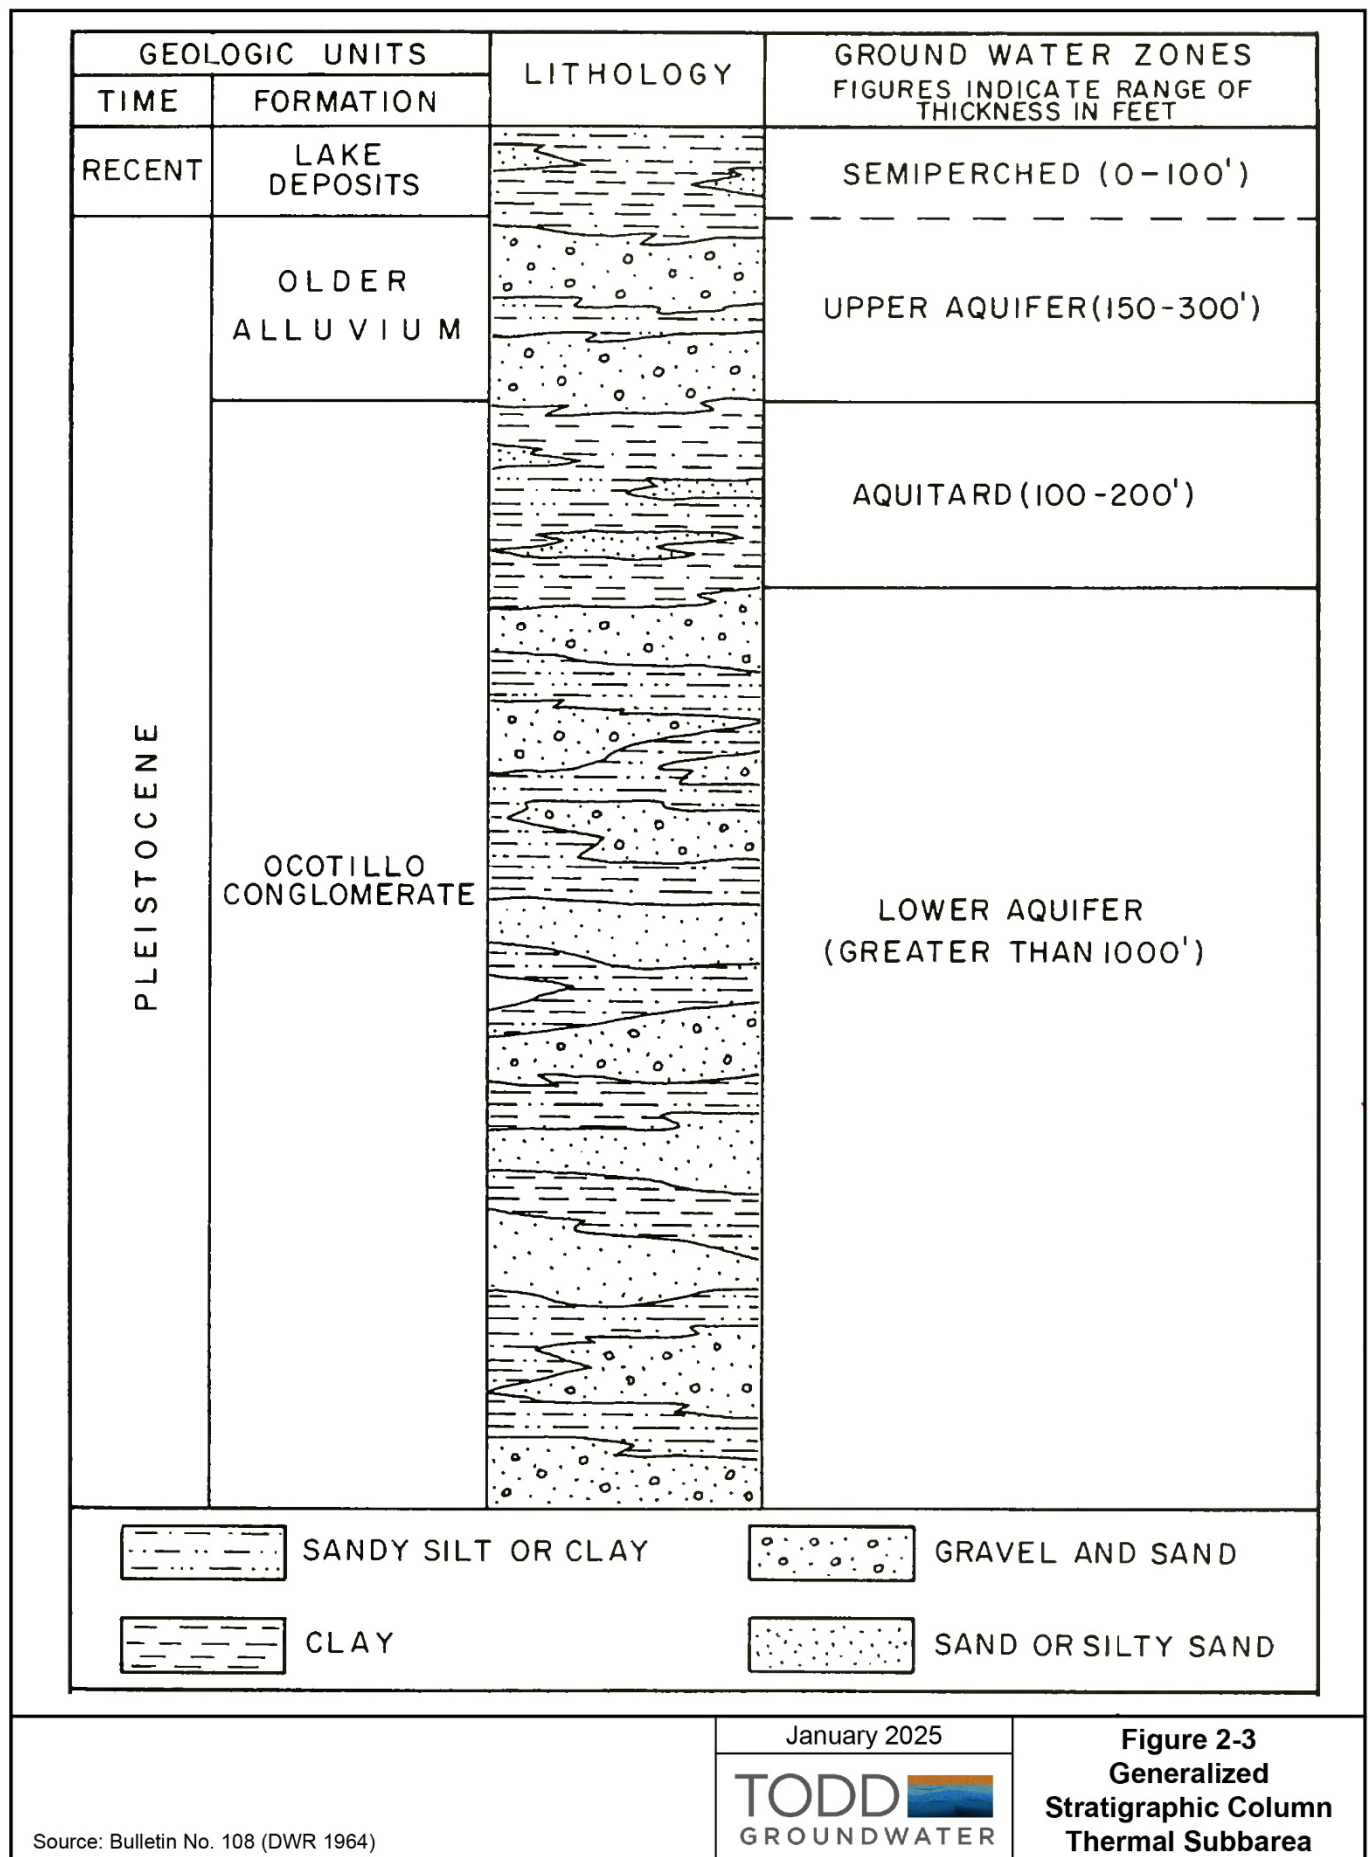 GEOLOGIC UNITS
LITHOLOGY
GROUND WATER ZONES
FIGURES INDICATE RANGE OF
THICKNESS IN FEET
TIME
FORMATION
RECENT
LAKE
DEPOSITS
SEMIPERCHED (0-100')
OLDER
ALLUVIUM
UPPER AQUIFER (150-300')
AQUITARD (100-200')
PLEISTOCENE
OCOTILLO
CONGLOMERATE
LOWER AQUIFER
(GREATER THAN 1000')
SANDY SILT OR CLAY
GRAVEL AND SAND
CLAY
SAND OR SILTY SAND
Source: Bulletin No. 108 (DWR 1964)
January 2025
TODD
GROUNDWATER
Figure 2-3
Generalized
Stratigraphic Column
Thermal Subbarea